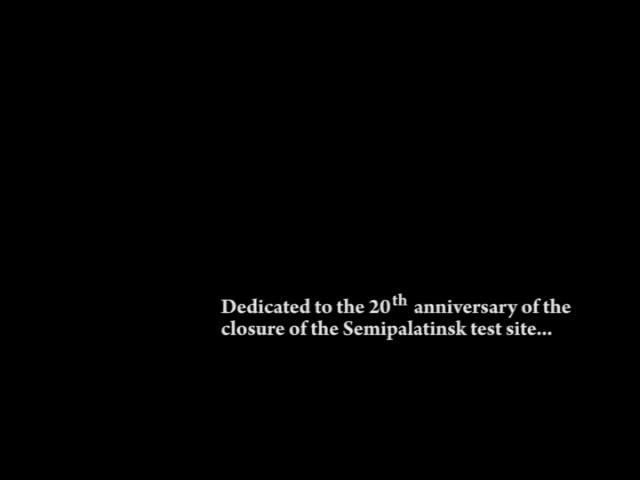 Dedicated to the 20th anniversary of the
closure of the Semipalatinsk test site...